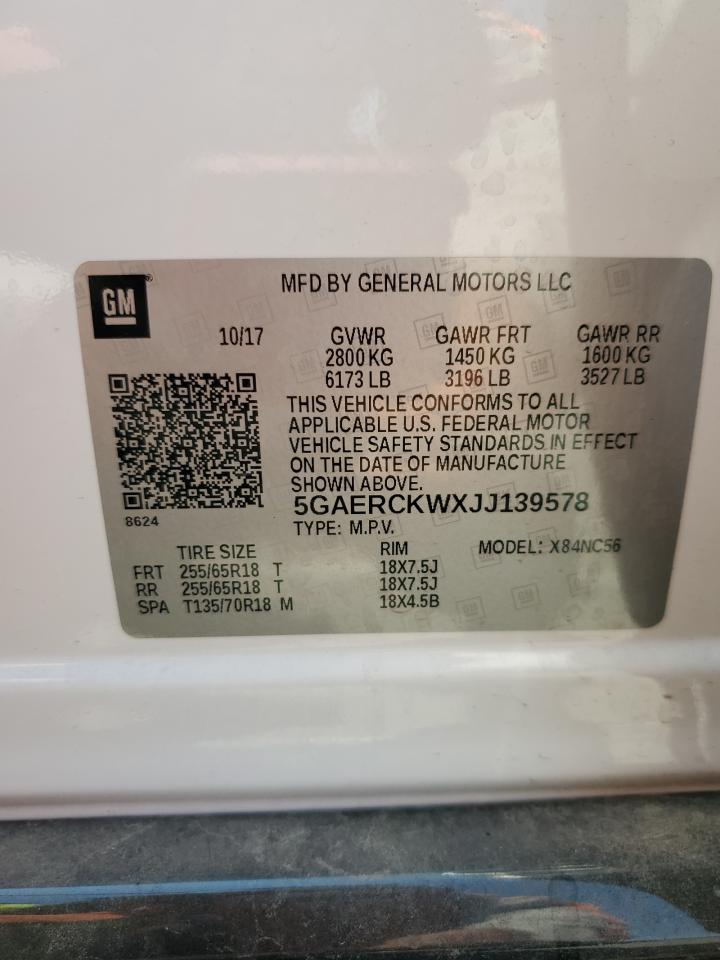 GM ®
MFD BY GENERAL MOTORS LLC
10/17 GVWR GAWR FRT GAWR RR
2800 KG 1450 KG 1600 KG
6173 LB 3196 LB 3527 LB
THIS VEHICLE CONFORMS TO ALL
APPLICABLE U.S. FEDERAL MOTOR
VEHICLE SAFETY STANDARDS IN EFFECT
ON THE DATE OF MANUFACTURE
SHOWN ABOVE.
5GAERCKWXJJ139578
8624
TYPE: M.P.V.
TIRE SIZE RIM MODEL: X84NC56
FRT 255/65R18 T 18X7.5J
RR 255/65R18 T 18X7.5J
SPA T135/70R18 M 18X4.5B